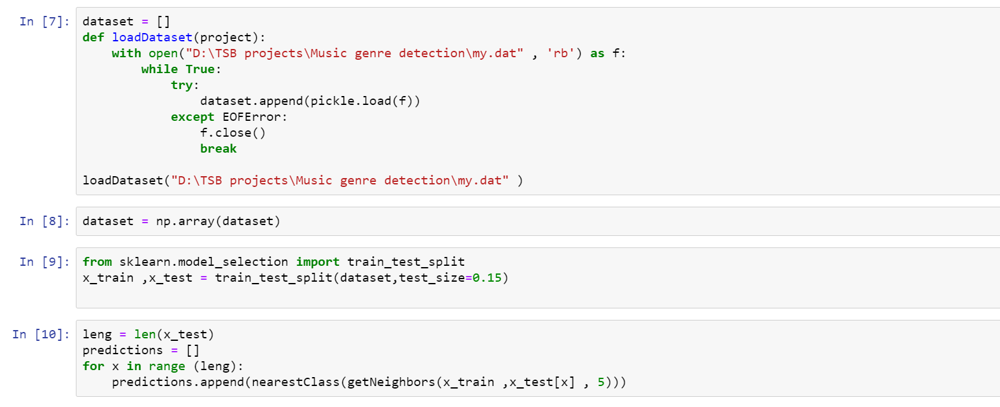 In [7]: dataset = []
def loadDataset(project):
    with open("D:\TSB projects\Music genre detection\my.dat" , 'rb') as f:
        while True:
            try:
                dataset.append(pickle.load(f))
            except EOFError:
                f.close()
                break
loadDataset("D:\TSB projects\Music genre detection\my.dat" )
In [8]: dataset = np.array(dataset)
In [9]: from sklearn.model_selection import train_test_split
x_train ,x_test = train_test_split(dataset,test_size=0.15)
In [10]: leng = len(x_test)
predictions = []
for x in range (leng):
    predictions.append(nearestClass(getNeighbors(x_train ,x_test[x] , 5)))